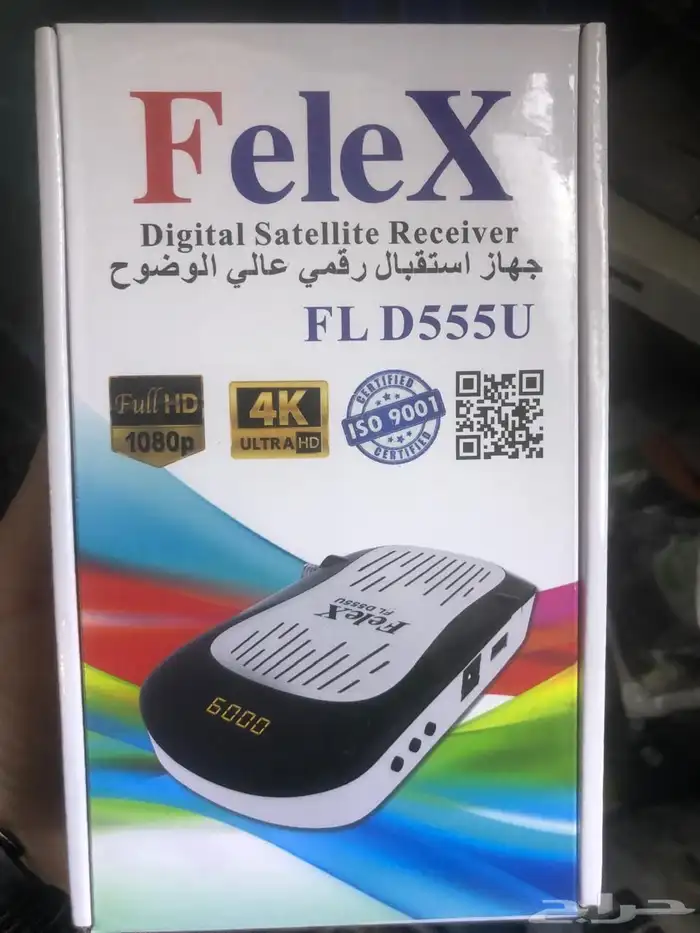 FeleX
Digital Satellite Receiver
جهاز استقبال رقمي عالي الوضوح
FL D555U
Full HD
1080p
4K
ULTRA HD
CERTIFIED
ISO 9001
CERTIFIED
FeleX
FL D555U
6000
حراج